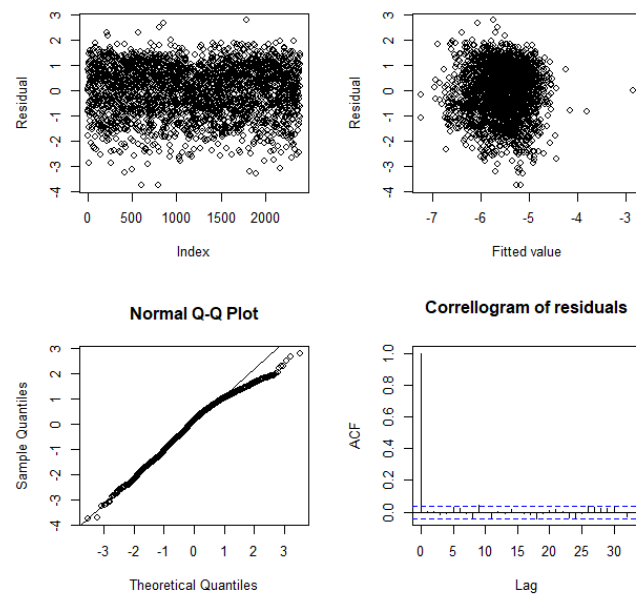 3
2
1
0
-1
-2
-3
-4
Residual
0 500 1000 1500 2000
Index
3
2
1
0
-1
-2
-3
-4
Residual
-7 -6 -5 -4 -3
Fitted value
Normal Q-Q Plot
3
2
1
0
-1
-2
-3
-4
Sample Quantiles
-3 -2 -1 0 1 2 3
Theoretical Quantiles
Correllogram of residuals
1.0
0.8
0.6
0.4
0.2
0.0
ACF
0 5 10 15 20 25 30
Lag